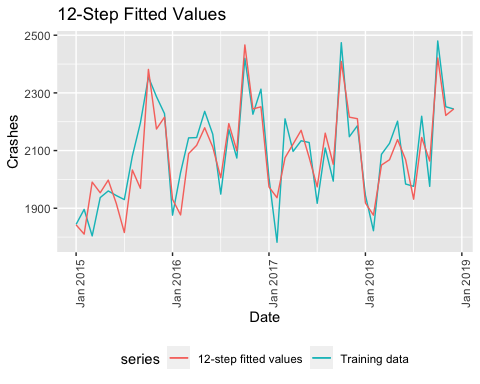 12-Step Fitted Values
Crashes
2500
2300
2100
1900
Jan 2015
Jan 2016
Jan 2017
Jan 2018
Jan 2019
Date
series
12-step fitted values
Training data